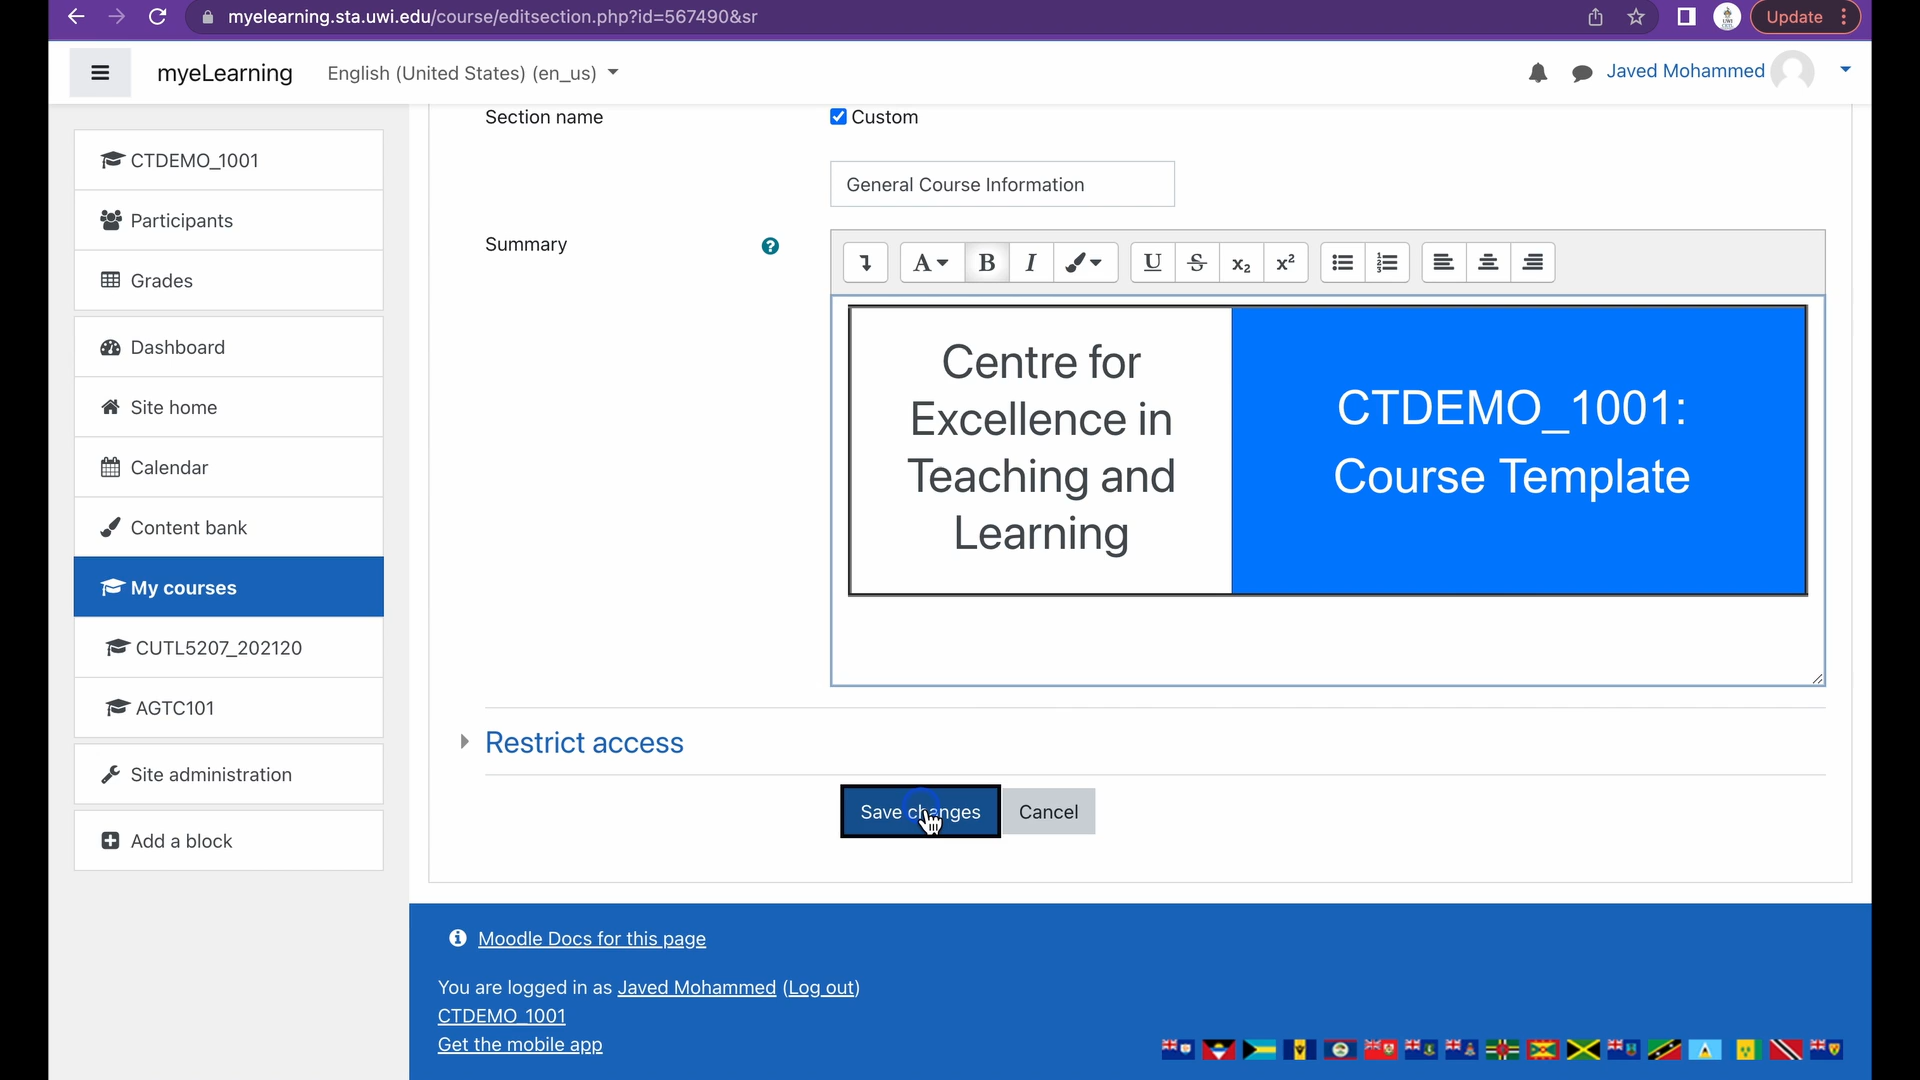 myelearning.sta.uwi.edu/course/editsection.php?id=567490&sr
Update
myeLearning
English (United States) (en_us)
Javed Mohammed
CTDEMO_1001
Participants
Grades
Dashboard
Site home
Calendar
Content bank
My courses
CUTL5207_202120
AGTC101
Site administration
Add a block
Section name
Custom
General Course Information
Summary
?
A
B
I
U
S
x₂
x²
Centre for
Excellence in
Teaching and
Learning
CTDEMO_1001:
Course Template
Restrict access
Save changes
Cancel
Moodle Docs for this page
You are logged in as Javed Mohammed (Log out)
CTDEMO_1001
Get the mobile app